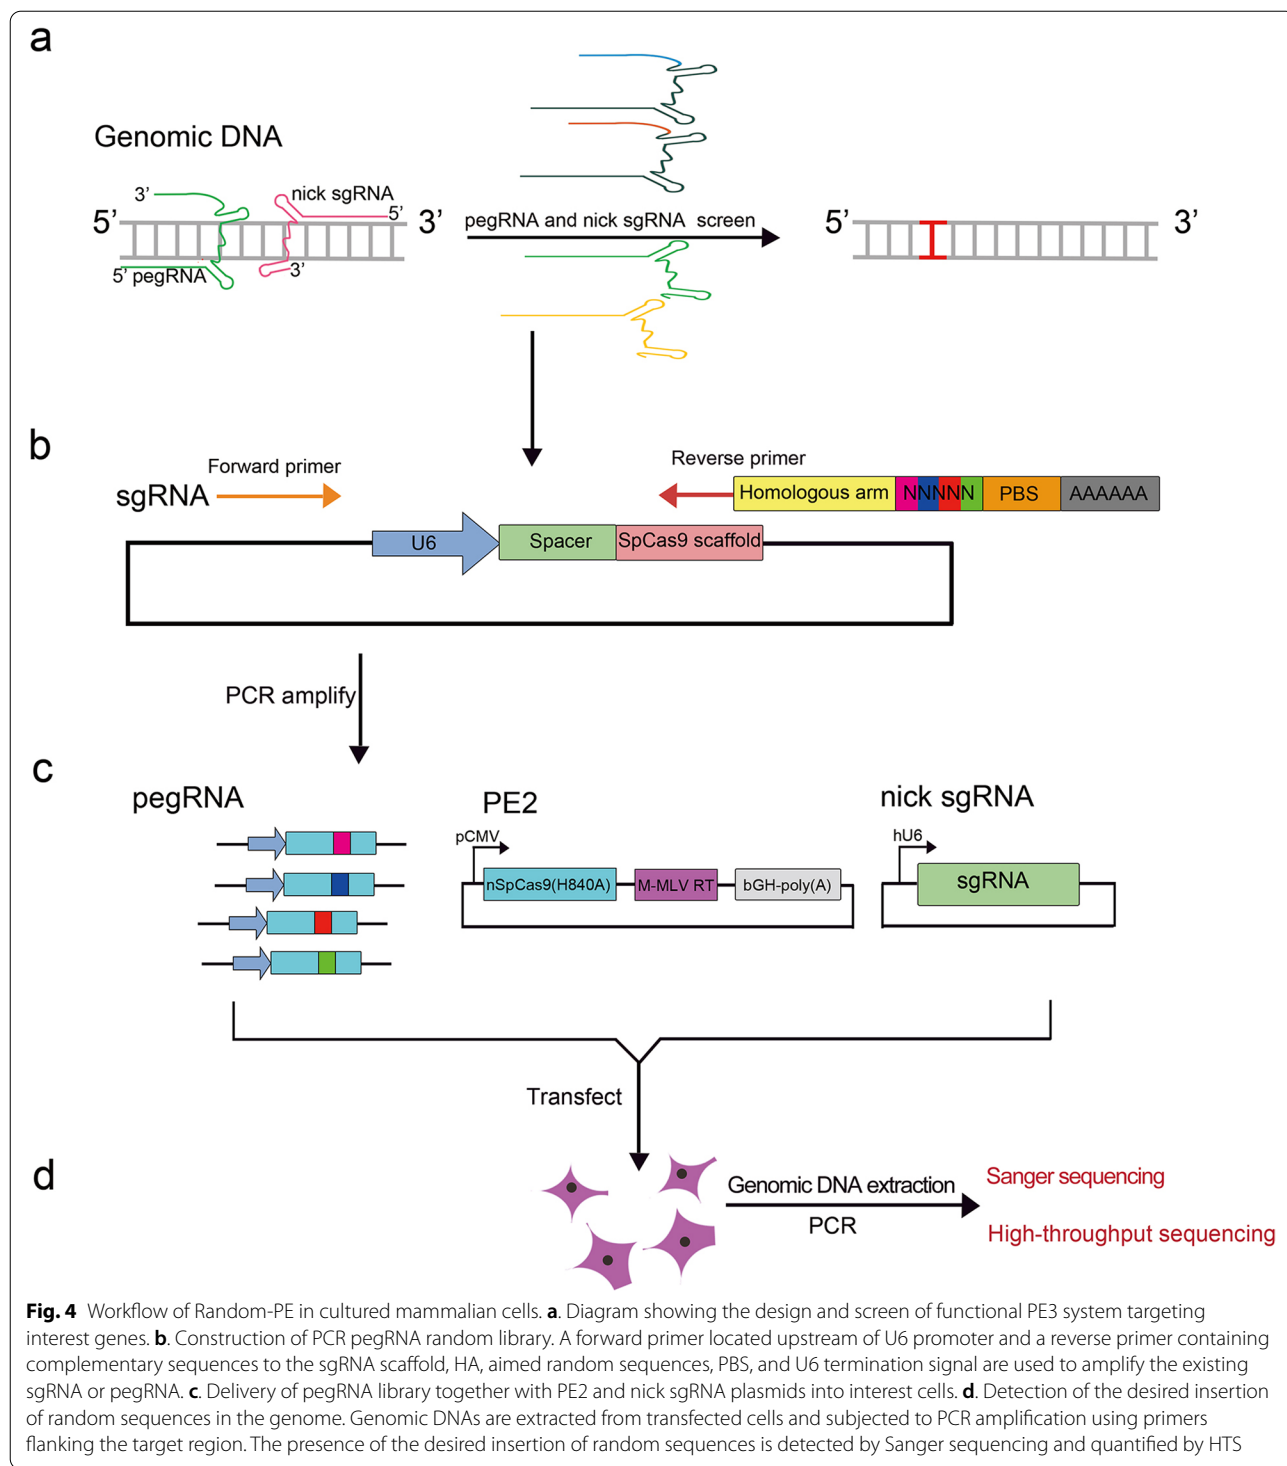 a
Genomic DNA
3’
nick sgRNA
5’
5’
3’
5’ pegRNA
3’
pegRNA and nick sgRNA screen
5’
3’
b
Forward primer
sgRNA
Reverse primer
Homologous arm
NNNNN
PBS
AAAAAA
U6
Spacer
SpCas9 scaffold
PCR amplify
c
pegRNA
PE2
pCMV
nSpCas9(H840A)
M-MLV RT
bGH-poly(A)
nick sgRNA
hU6
sgRNA
Transfect
d
Genomic DNA extraction
PCR
Sanger sequencing
High-throughput sequencing
Fig. 4 Workflow of Random-PE in cultured mammalian cells. a. Diagram showing the design and screen of functional PE3 system targeting
interest genes. b. Construction of PCR pegRNA random library. A forward primer located upstream of U6 promoter and a reverse primer containing
complementary sequences to the sgRNA scaffold, HA, aimed random sequences, PBS, and U6 termination signal are used to amplify the existing
sgRNA or pegRNA. c. Delivery of pegRNA library together with PE2 and nick sgRNA plasmids into interest cells. d. Detection of the desired insertion
of random sequences in the genome. Genomic DNAs are extracted from transfected cells and subjected to PCR amplification using primers
flanking the target region. The presence of the desired insertion of random sequences is detected by Sanger sequencing and quantified by HTS